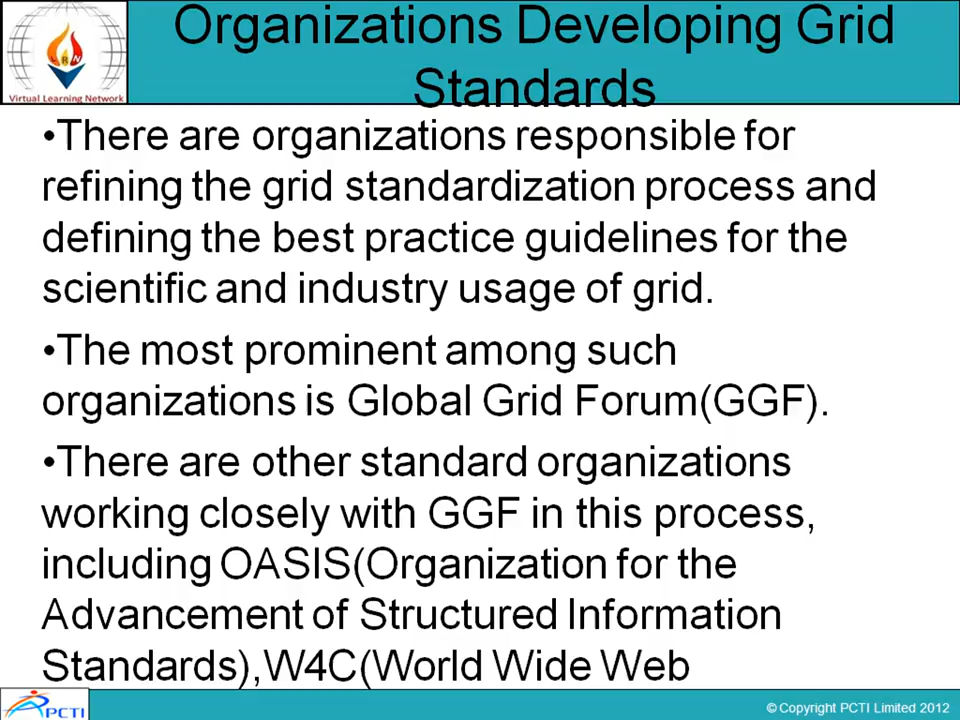 Organizations Developing Grid
Standards
RN
Virtual Learning Network
•There are organizations responsible for
refining the grid standardization process and
defining the best practice guidelines for the
scientific and industry usage of grid.
•The most prominent among such
organizations is Global Grid Forum(GGF).
•There are other standard organizations
working closely with GGF in this process,
including OASIS(Organization for the
Advancement of Structured Information
Standards),W4C(World Wide Web
PCTI
© Copyright PCTI Limited 2012